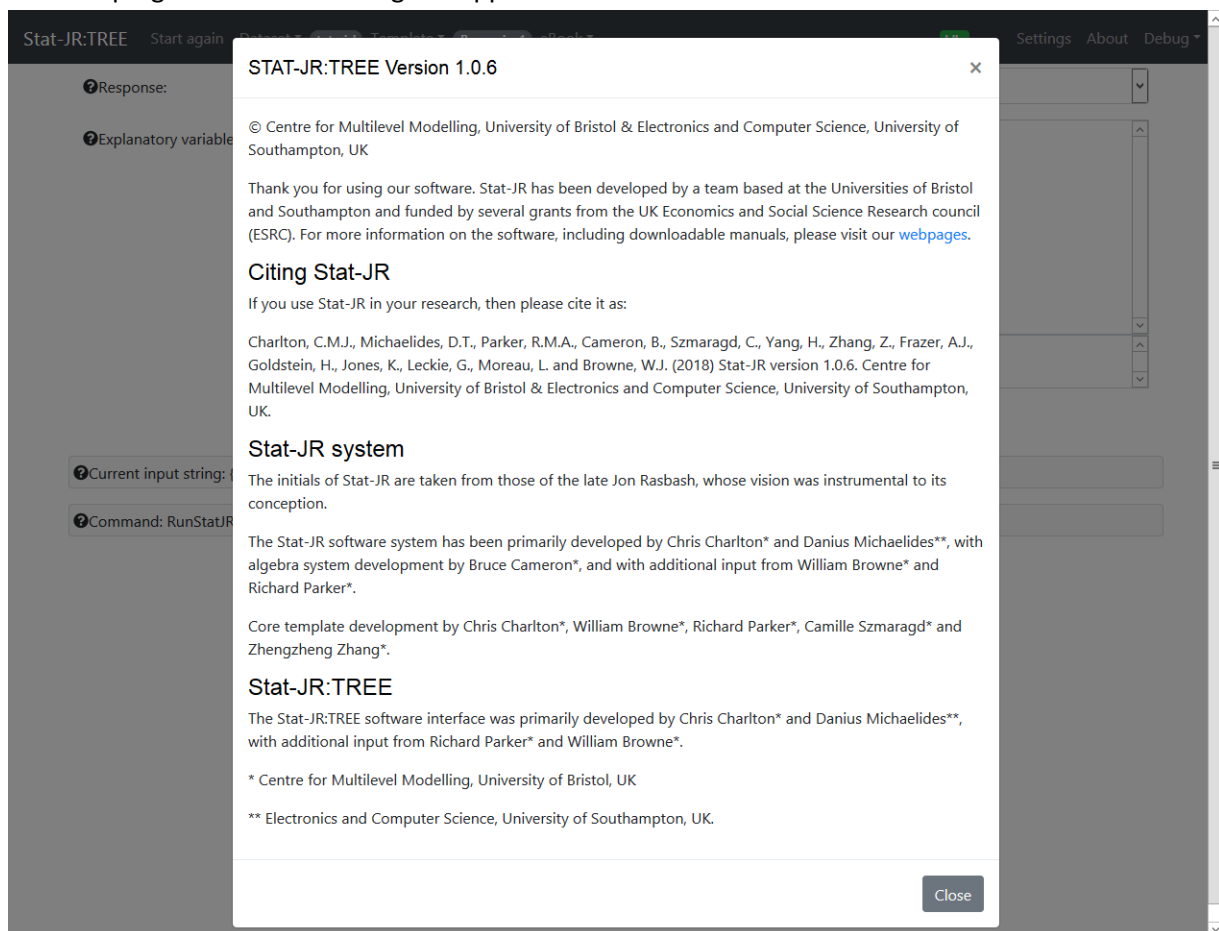 Stat-JR:TREE Start again Settings About Debug
STAT-JR:TREE Version 1.0.6 ×
Response:
Explanatory variable
© Centre for Multilevel Modelling, University of Bristol & Electronics and Computer Science, University of
Southampton, UK
Thank you for using our software. Stat-JR has been developed by a team based at the Universities of Bristol
and Southampton and funded by several grants from the UK Economics and Social Science Research council
(ESRC). For more information on the software, including downloadable manuals, please visit our webpages.
Citing Stat-JR
If you use Stat-JR in your research, then please cite it as:
Charlton, C.M.J., Michaelides, D.T., Parker, R.M.A., Cameron, B., Szmaragd, C., Yang, H., Zhang, Z., Frazer, A.J.,
Goldstein, H., Jones, K., Leckie, G., Moreau, L. and Browne, W.J. (2018) Stat-JR version 1.0.6. Centre for
Multilevel Modelling, University of Bristol & Electronics and Computer Science, University of Southampton,
UK.
Stat-JR system
Current input string: {
The initials of Stat-JR are taken from those of the late Jon Rasbash, whose vision was instrumental to its
conception.
Command: RunStatJR
The Stat-JR software system has been primarily developed by Chris Charlton* and Danius Michaelides**, with
algebra system development by Bruce Cameron*, and with additional input from William Browne* and
Richard Parker*.
Core template development by Chris Charlton*, William Browne*, Richard Parker*, Camille Szmaragd* and
Zhengzheng Zhang*.
Stat-JR:TREE
The Stat-JR:TREE software interface was primarily developed by Chris Charlton* and Danius Michaelides**,
with additional input from Richard Parker* and William Browne*.
* Centre for Multilevel Modelling, University of Bristol, UK
** Electronics and Computer Science, University of Southampton, UK.
Close